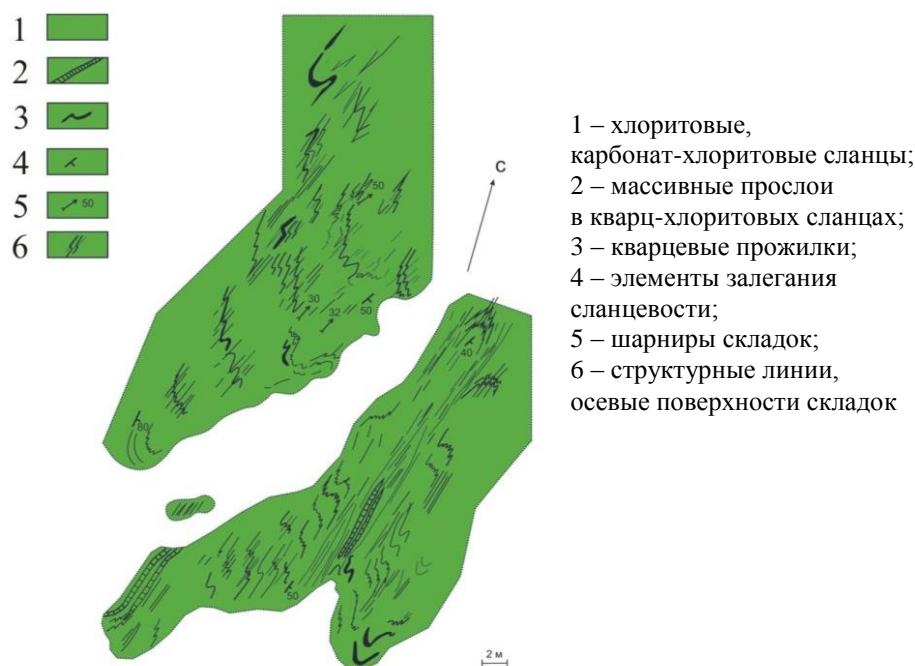 1
2
3
4
5
50
6
1 – хлоритовые,
карбонат-хлоритовые сланцы;
2 – массивные прослои
в кварц-хлоритовых сланцах;
3 – кварцевые прожилки;
4 – элементы залегания
сланцевости;
5 – шарниры складок;
6 – структурные линии,
осевые поверхности складок
С
50
30
32
50
40
80
50
2 м